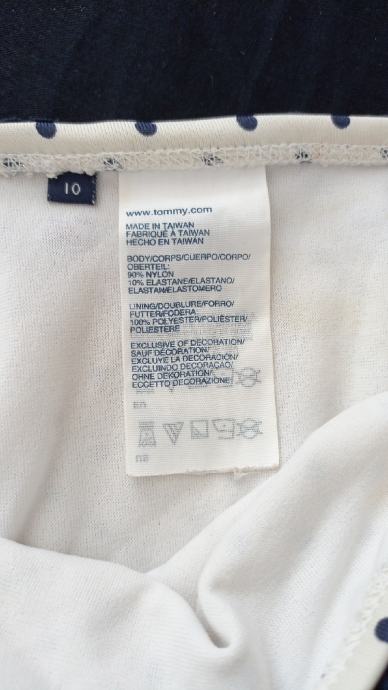 10
www.tommy.com
MADE IN TAIWAN
FABRIQUÉ À TAIWAN
HECHO EN TAIWÁN
BODY/CORPS/CUERPO/CORPO/
OBERTEIL:
90% NYLON
10% ELASTANE/ELASTANO/
ELASTAN/ELASTOMERO
LINING/DOUBLURE/FORRO/
FUTTER/FODERA:
100% POLYESTER/POLIÉSTER/
POLIESTERE
EXCLUSIVE OF DECORATION/
SAUF DÉCORATION/
EXCLUYE LA DECORACIÓN/
EXCLUINDO DECORAÇAO/
OHNE DEKORATION/
ECCETTO DECORAZIONE